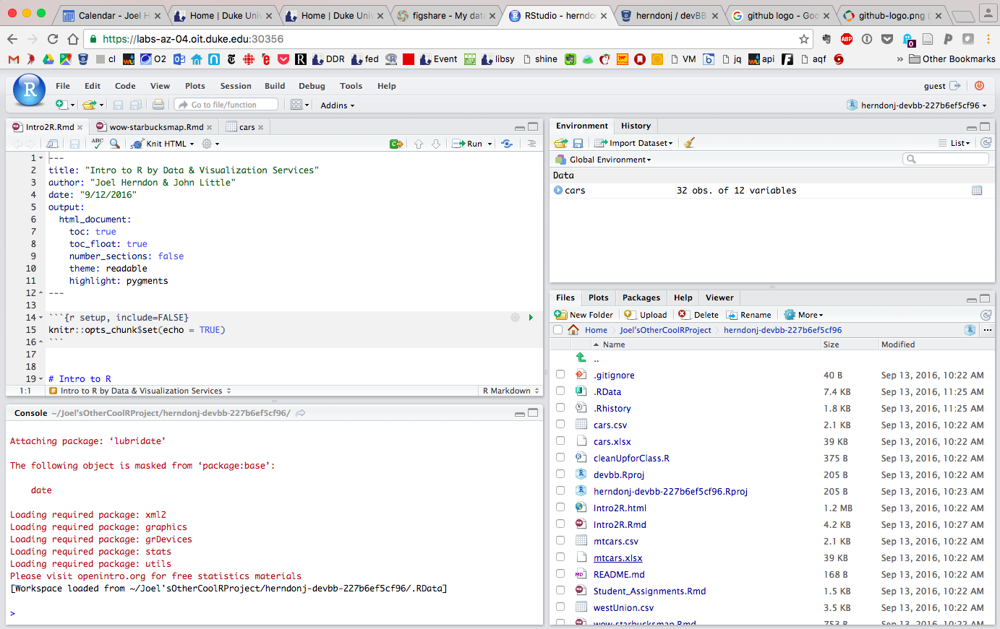 Calendar - Joel H
Home | Duke Univ
Home | Duke Univ
figshare - My data
RStudio - herndo
herndonj / devBB
github logo - Goo
github-logo.png (
https://labs-az-04.oit.duke.edu:30356
cl
O2
DDR
fed
Event
libsy
shine
VM
jq
api
aqf
» Other Bookmarks
File Edit Code View Plots Session Build Debug Tools Help
guest
Go to file/function
Addins
herndonj-devbb-227b6ef5cf96
Intro2R.Rmd
wow-starbucksmap.Rmd
cars
ABC
Knit HTML
Run
1 ---
2 title: "Intro to R by Data & Visualization Services"
3 author: "Joel Herndon & John Little"
4 date: "9/12/2016"
5 output:
6 html_document:
7 toc: true
8 toc_float: true
9 number_sections: false
10 theme: readable
11 highlight: pygments
12 ---
13
14 ```{r setup, include=FALSE}
15 knitr::opts_chunk$set(echo = TRUE)
16 ```
17
18
19 # Intro to R
1:1 Intro to R by Data & Visualization Services R Markdown
Console ~/Joel'sOtherCoolRProject/herndonj-devbb-227b6ef5cf96/
Attaching package: ‘lubridate’
The following object is masked from ‘package:base’:
date
Loading required package: xml2
Loading required package: graphics
Loading required package: grDevices
Loading required package: stats
Loading required package: utils
Please visit openintro.org for free statistics materials
[Workspace loaded from ~/Joel'sOtherCoolRProject/herndonj-devbb-227b6ef5cf96/.RData]
>
Environment History
Import Dataset
List
Global Environment
Data
cars 32 obs. of 12 variables
Files Plots Packages Help Viewer
New Folder Upload Delete Rename More
Home Joel'sOtherCoolRProject herndonj-devbb-227b6ef5cf96 ...
Name Size Modified
..
.gitignore 40 B Sep 13, 2016, 10:22 AM
.RData 7.4 KB Sep 13, 2016, 11:25 AM
.Rhistory 1.8 KB Sep 13, 2016, 11:25 AM
cars.csv 2.1 KB Sep 13, 2016, 10:22 AM
cars.xlsx 39 KB Sep 13, 2016, 10:22 AM
cleanUpforClass.R 375 B Sep 13, 2016, 10:22 AM
devbb.Rproj 205 B Sep 13, 2016, 10:22 AM
herndonj-devbb-227b6ef5cf96.Rproj 205 B Sep 13, 2016, 10:23 AM
Intro2R.html 1.2 MB Sep 13, 2016, 10:22 AM
Intro2R.Rmd 4.2 KB Sep 13, 2016, 10:27 AM
mtcars.csv 2.1 KB Sep 13, 2016, 10:22 AM
mtcars.xlsx 39 KB Sep 13, 2016, 10:22 AM
README.md 168 B Sep 13, 2016, 10:22 AM
Student_Assignments.Rmd 1.5 KB Sep 13, 2016, 10:22 AM
westUnion.csv 3.5 KB Sep 13, 2016, 10:22 AM
wow-starbucksmap.Rmd 753 B Sep 13, 2016, 10:22 AM